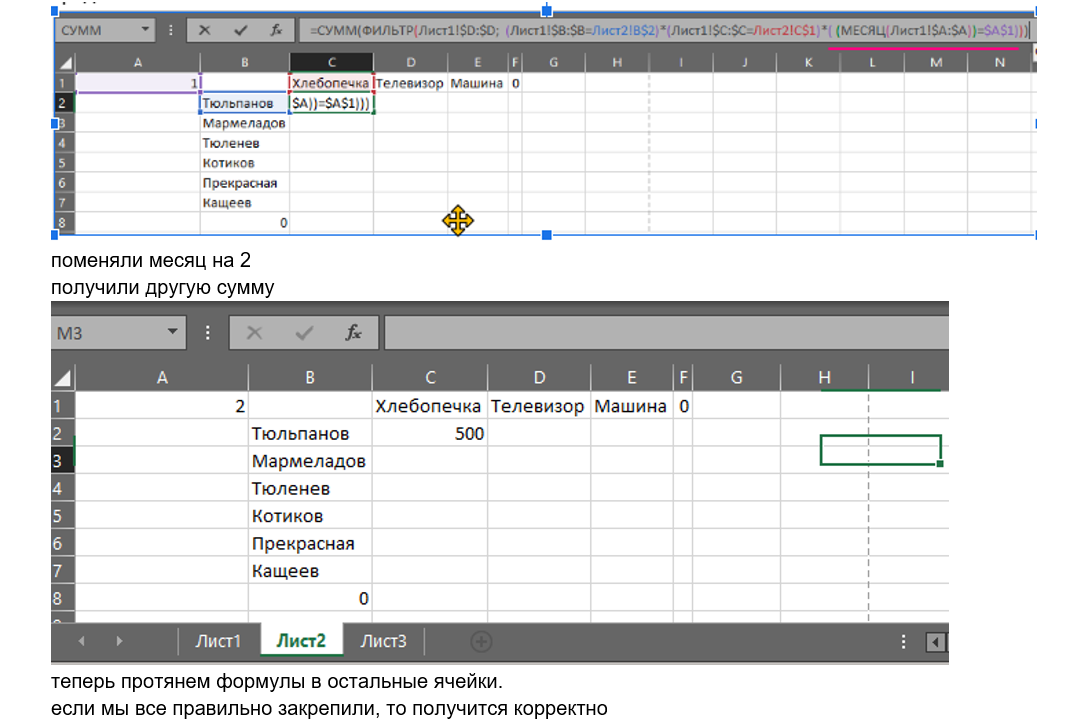 СУММ =СУММ(ФИЛЬТР(Лист1!$D:$D; (Лист1!$B:$B=Лист2!B$2)*(Лист1!$C:$C=Лист2!C$1)*( (МЕСЯЦ(Лист1!$A:$A))=$A$1)))
A B C D E F G H I J K L M N
1 1 Хлебопечка Телевизор Машина 0
2 Тюльпанов $A))=$A$1)))
3 Мармеладов
4 Тюленев
5 Котиков
6 Прекрасная
7 Кащеев
8 0
поменяли месяц на 2
получили другую сумму
M3 fx
A B C D E F G H I
1 2 Хлебопечка Телевизор Машина 0
2 Тюльпанов 500
3 Мармеладов
4 Тюленев
5 Котиков
6 Прекрасная
7 Кащеев
8 0
Лист1 Лист2 Лист3
теперь протянем формулы в остальные ячейки.
если мы все правильно закрепили, то получится корректно